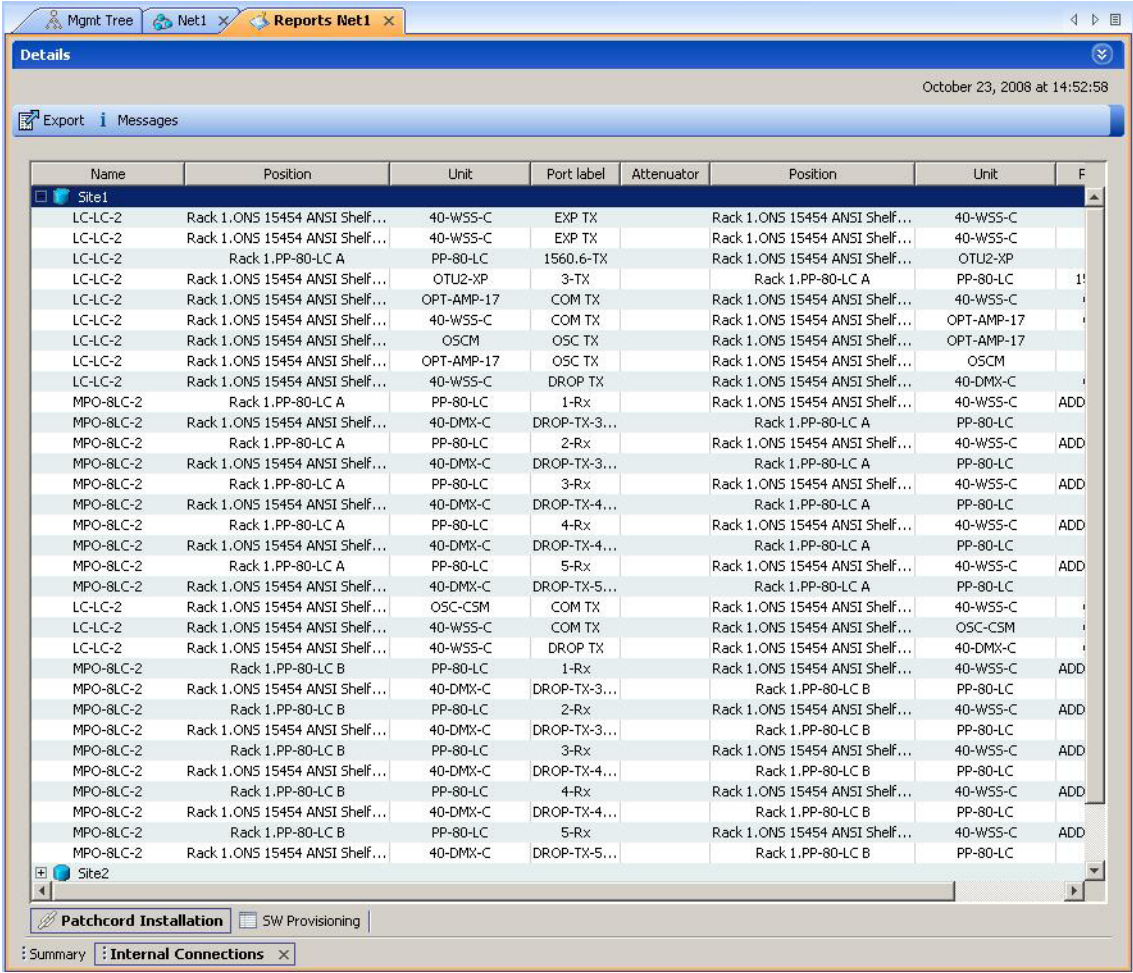 Mgmt Tree Net1 Reports Net1
Details
October 23, 2008 at 14:52:58
Export i Messages
Name Position Unit Port label Attenuator Position Unit
Site1
LC-LC-2 Rack 1.ONS 15454 ANSI Shelf... 40-WSS-C EXP TX Rack 1.ONS 15454 ANSI Shelf... 40-WSS-C
LC-LC-2 Rack 1.ONS 15454 ANSI Shelf... 40-WSS-C EXP TX Rack 1.ONS 15454 ANSI Shelf... 40-WSS-C
LC-LC-2 Rack 1.PP-80-LC A PP-80-LC 1560.6-TX Rack 1.ONS 15454 ANSI Shelf... OTU2-XP
LC-LC-2 Rack 1.ONS 15454 ANSI Shelf... OTU2-XP 3-TX Rack 1.PP-80-LC A PP-80-LC
LC-LC-2 Rack 1.ONS 15454 ANSI Shelf... OPT-AMP-17 COM TX Rack 1.ONS 15454 ANSI Shelf... 40-WSS-C
LC-LC-2 Rack 1.ONS 15454 ANSI Shelf... 40-WSS-C COM TX Rack 1.ONS 15454 ANSI Shelf... OPT-AMP-17
LC-LC-2 Rack 1.ONS 15454 ANSI Shelf... OSCM OSC TX Rack 1.ONS 15454 ANSI Shelf... OPT-AMP-17
LC-LC-2 Rack 1.ONS 15454 ANSI Shelf... OPT-AMP-17 OSC TX Rack 1.ONS 15454 ANSI Shelf... OSCM
LC-LC-2 Rack 1.ONS 15454 ANSI Shelf... 40-WSS-C DROP TX Rack 1.ONS 15454 ANSI Shelf... 40-DMX-C
MPO-8LC-2 Rack 1.PP-80-LC A PP-80-LC 1-Rx Rack 1.ONS 15454 ANSI Shelf... 40-WSS-C ADD
MPO-8LC-2 Rack 1.ONS 15454 ANSI Shelf... 40-DMX-C DROP-TX-3... Rack 1.PP-80-LC A PP-80-LC
MPO-8LC-2 Rack 1.PP-80-LC A PP-80-LC 2-Rx Rack 1.ONS 15454 ANSI Shelf... 40-WSS-C ADD
MPO-8LC-2 Rack 1.ONS 15454 ANSI Shelf... 40-DMX-C DROP-TX-3... Rack 1.PP-80-LC A PP-80-LC
MPO-8LC-2 Rack 1.PP-80-LC A PP-80-LC 3-Rx Rack 1.ONS 15454 ANSI Shelf... 40-WSS-C ADD
MPO-8LC-2 Rack 1.ONS 15454 ANSI Shelf... 40-DMX-C DROP-TX-4... Rack 1.PP-80-LC A PP-80-LC
MPO-8LC-2 Rack 1.PP-80-LC A PP-80-LC 4-Rx Rack 1.ONS 15454 ANSI Shelf... 40-WSS-C ADD
MPO-8LC-2 Rack 1.ONS 15454 ANSI Shelf... 40-DMX-C DROP-TX-4... Rack 1.PP-80-LC A PP-80-LC
MPO-8LC-2 Rack 1.PP-80-LC A PP-80-LC 5-Rx Rack 1.ONS 15454 ANSI Shelf... 40-WSS-C ADD
MPO-8LC-2 Rack 1.ONS 15454 ANSI Shelf... 40-DMX-C DROP-TX-5... Rack 1.PP-80-LC A PP-80-LC
LC-LC-2 Rack 1.ONS 15454 ANSI Shelf... OSC-CSM COM TX Rack 1.ONS 15454 ANSI Shelf... 40-WSS-C
LC-LC-2 Rack 1.ONS 15454 ANSI Shelf... 40-WSS-C COM TX Rack 1.ONS 15454 ANSI Shelf... OSC-CSM
LC-LC-2 Rack 1.ONS 15454 ANSI Shelf... 40-WSS-C DROP TX Rack 1.ONS 15454 ANSI Shelf... 40-DMX-C
MPO-8LC-2 Rack 1.PP-80-LC B PP-80-LC 1-Rx Rack 1.ONS 15454 ANSI Shelf... 40-WSS-C ADD
MPO-8LC-2 Rack 1.ONS 15454 ANSI Shelf... 40-DMX-C DROP-TX-3... Rack 1.PP-80-LC B PP-80-LC
MPO-8LC-2 Rack 1.PP-80-LC B PP-80-LC 2-Rx Rack 1.ONS 15454 ANSI Shelf... 40-WSS-C ADD
MPO-8LC-2 Rack 1.ONS 15454 ANSI Shelf... 40-DMX-C DROP-TX-3... Rack 1.PP-80-LC B PP-80-LC
MPO-8LC-2 Rack 1.PP-80-LC B PP-80-LC 3-Rx Rack 1.ONS 15454 ANSI Shelf... 40-WSS-C ADD
MPO-8LC-2 Rack 1.ONS 15454 ANSI Shelf... 40-DMX-C DROP-TX-4... Rack 1.PP-80-LC B PP-80-LC
MPO-8LC-2 Rack 1.PP-80-LC B PP-80-LC 4-Rx Rack 1.ONS 15454 ANSI Shelf... 40-WSS-C ADD
MPO-8LC-2 Rack 1.ONS 15454 ANSI Shelf... 40-DMX-C DROP-TX-4... Rack 1.PP-80-LC B PP-80-LC
MPO-8LC-2 Rack 1.PP-80-LC B PP-80-LC 5-Rx Rack 1.ONS 15454 ANSI Shelf... 40-WSS-C ADD
MPO-8LC-2 Rack 1.ONS 15454 ANSI Shelf... 40-DMX-C DROP-TX-5... Rack 1.PP-80-LC B PP-80-LC
Site2
Patchcord Installation SW Provisioning
Summary Internal Connections